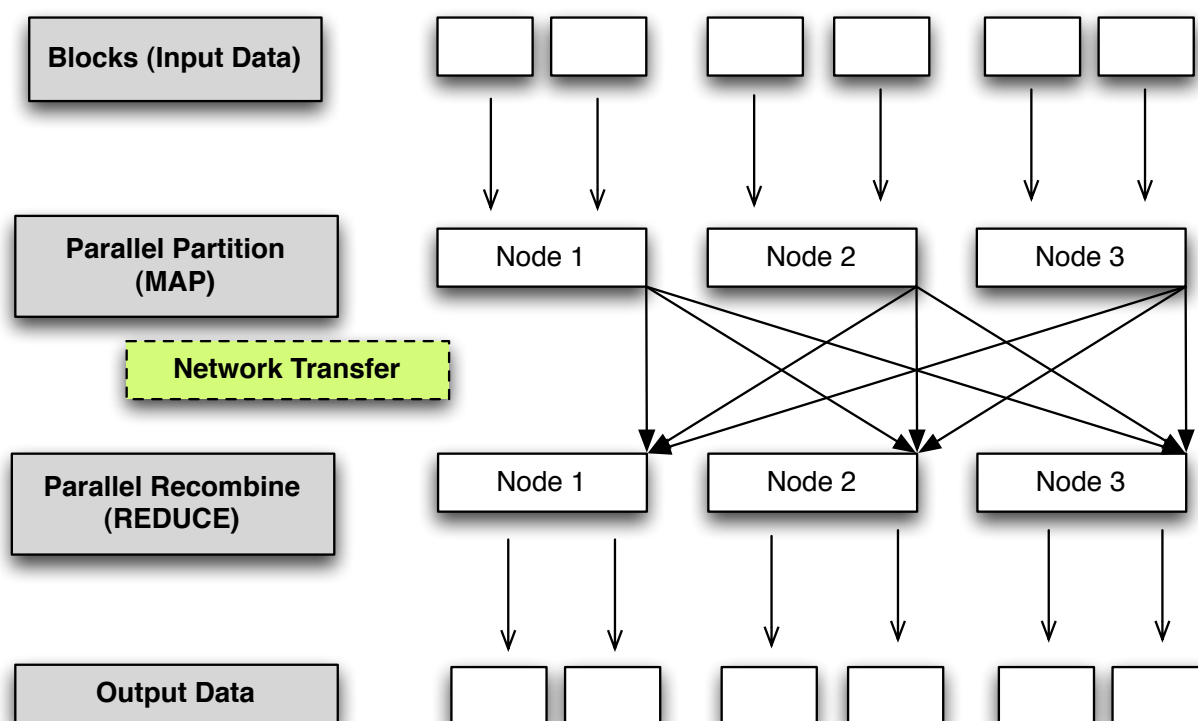 Blocks (Input Data)
Parallel Partition
(MAP)
Node 1
Node 2
Node 3
Network Transfer
Parallel Recombine
(REDUCE)
Node 1
Node 2
Node 3
Output Data